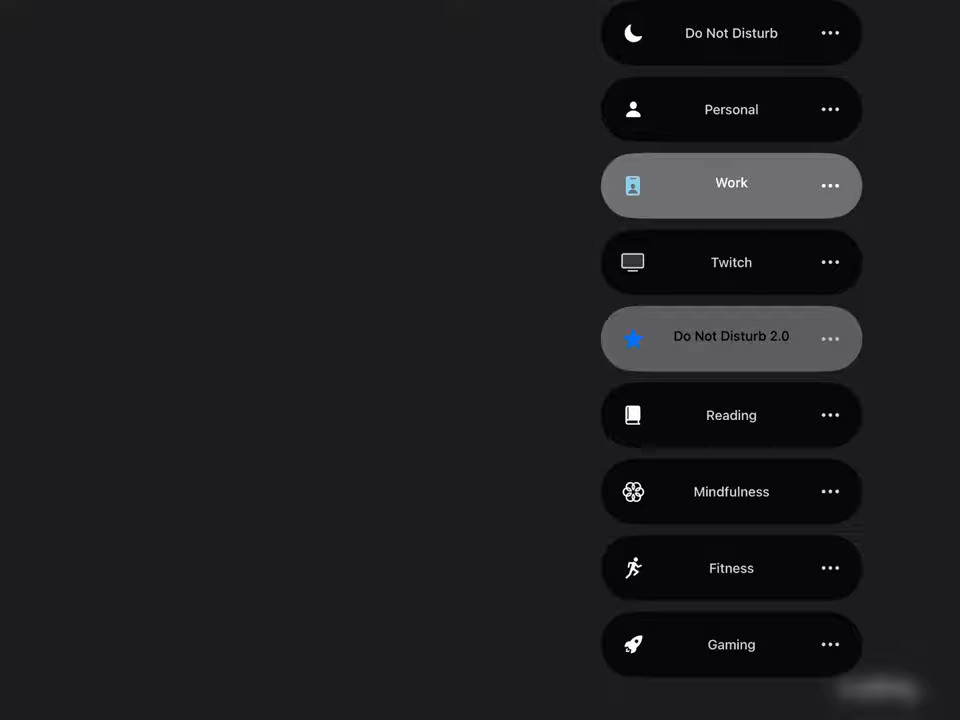 Do Not Disturb
Personal
Work
Twitch
Do Not Disturb 2.0
Reading
Mindfulness
Fitness
Gaming